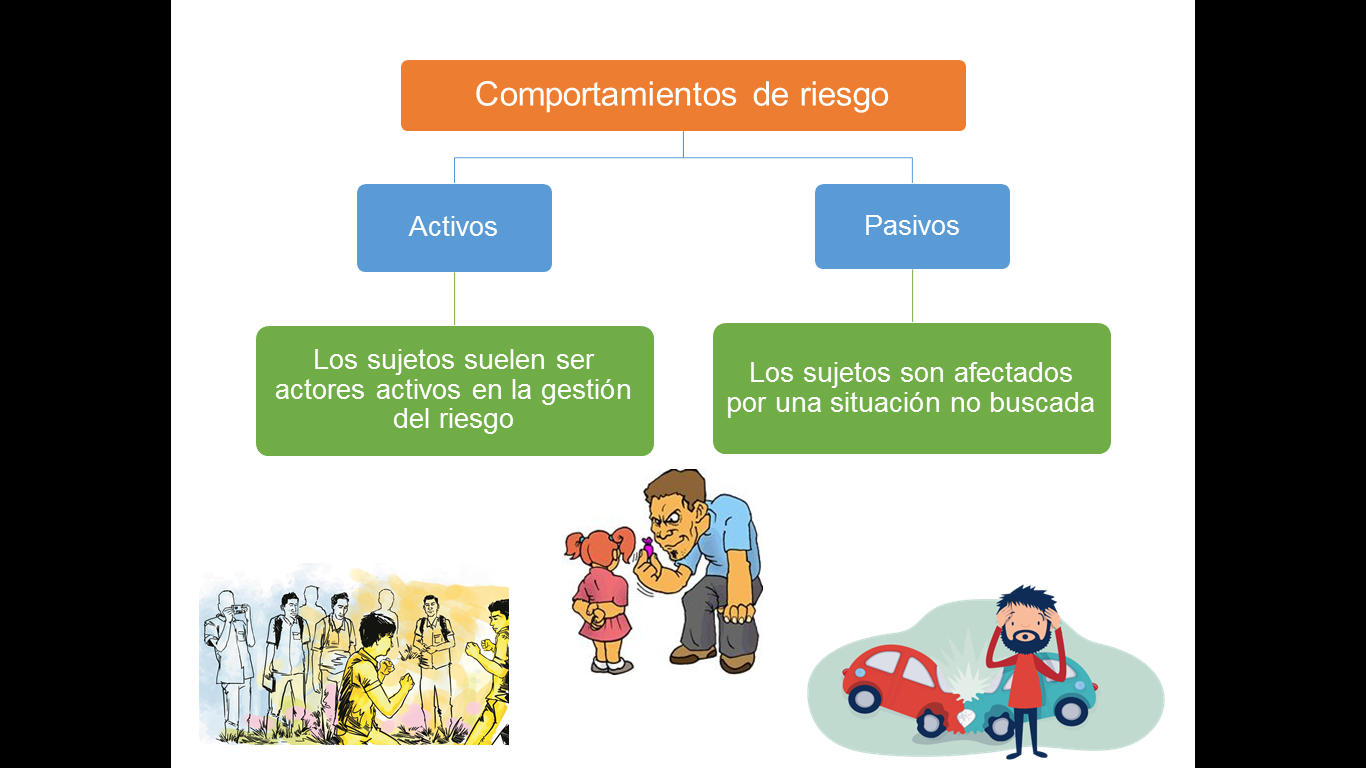 Comportamientos de riesgo
Activos
Pasivos
Los sujetos suelen ser
actores activos en la gestión
del riesgo
Los sujetos son afectados
por una situación no buscada